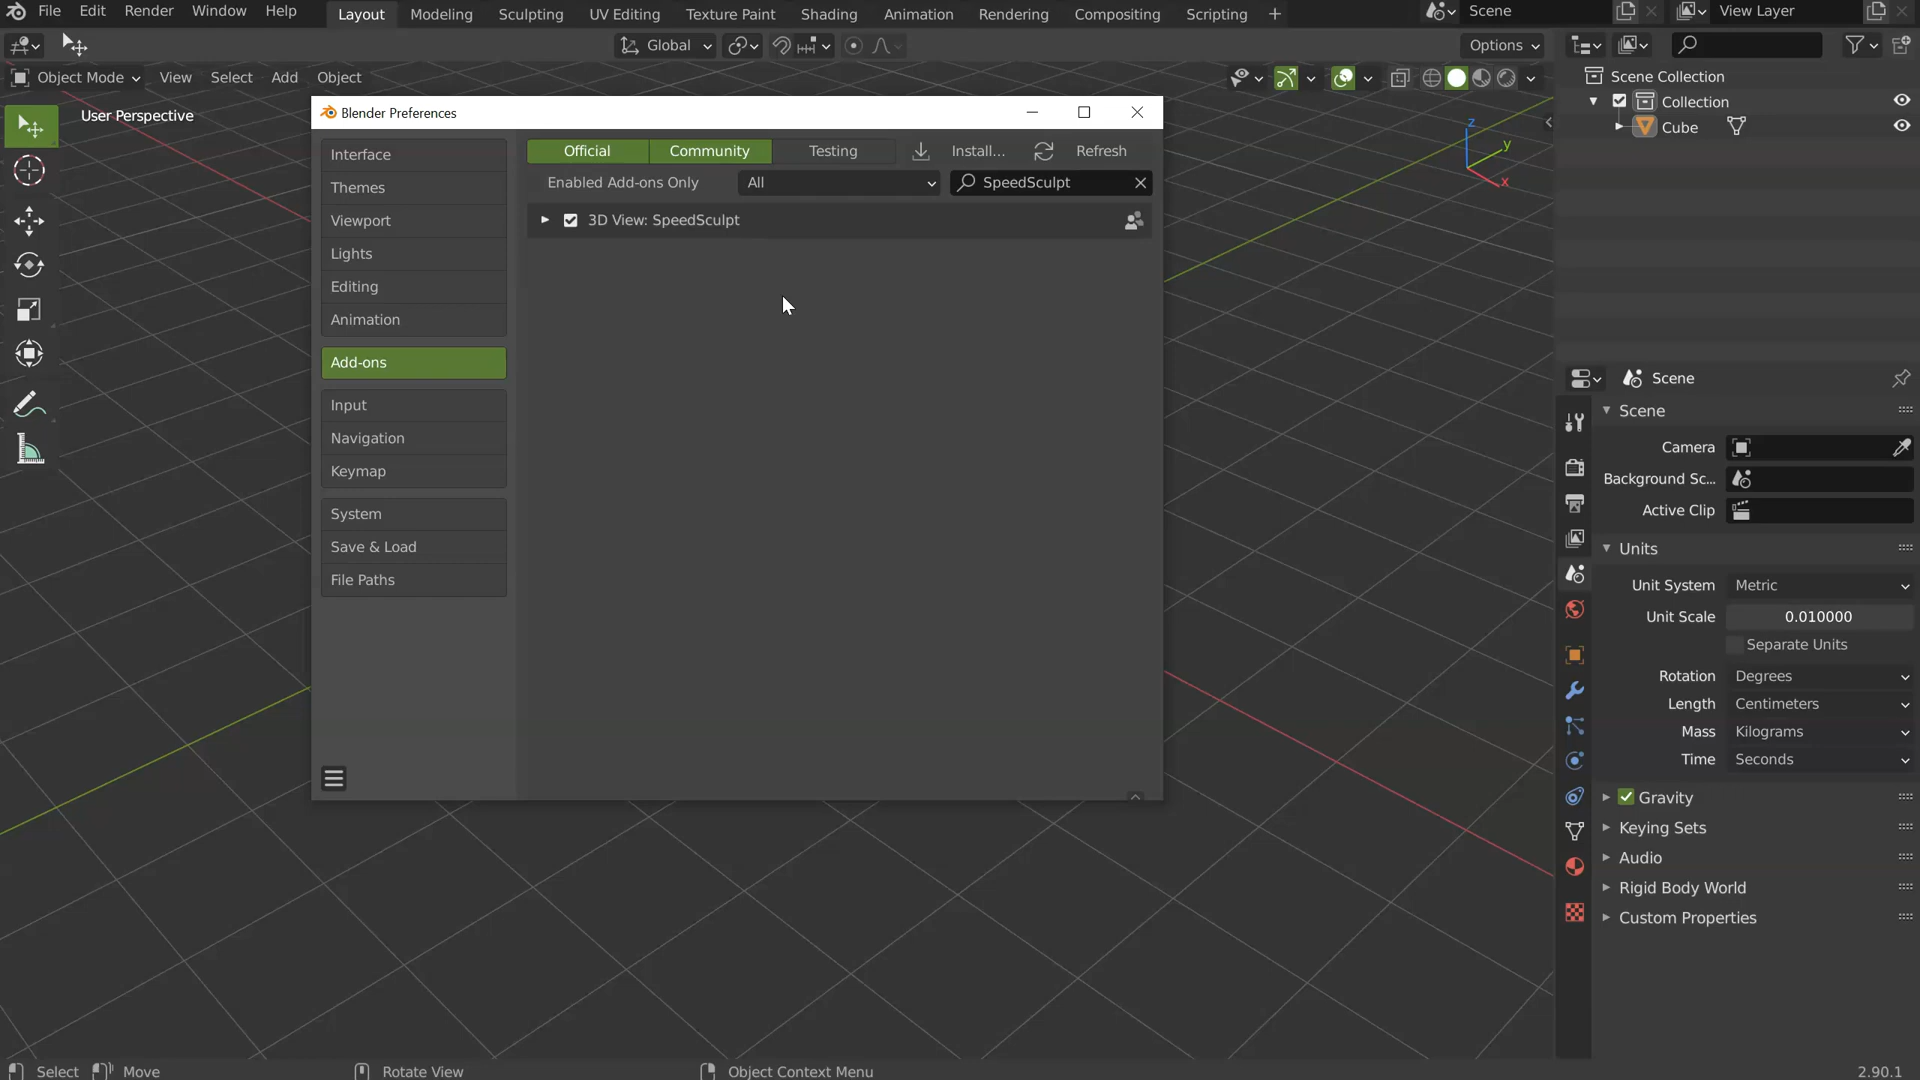 File Edit Render Window Help Layout Modeling Sculpting UV Editing Texture Paint Shading Animation Rendering Compositing Scripting + Scene View Layer
Global Options
Object Mode View Select Add Object
User Perspective
Scene Collection
Collection
Cube
z
y
x
Blender Preferences
Interface
Themes
Viewport
Lights
Editing
Animation
Add-ons
Input
Navigation
Keymap
System
Save & Load
File Paths
Official Community Testing Install... Refresh
Enabled Add-ons Only All SpeedSculpt
3D View: SpeedSculpt
Scene
Scene
Camera
Background Sc...
Active Clip
Units
Unit System Metric
Unit Scale 0.010000
Separate Units
Rotation Degrees
Length Centimeters
Mass Kilograms
Time Seconds
Gravity
Keying Sets
Audio
Rigid Body World
Custom Properties
Select Move Rotate View Object Context Menu 2.90.1